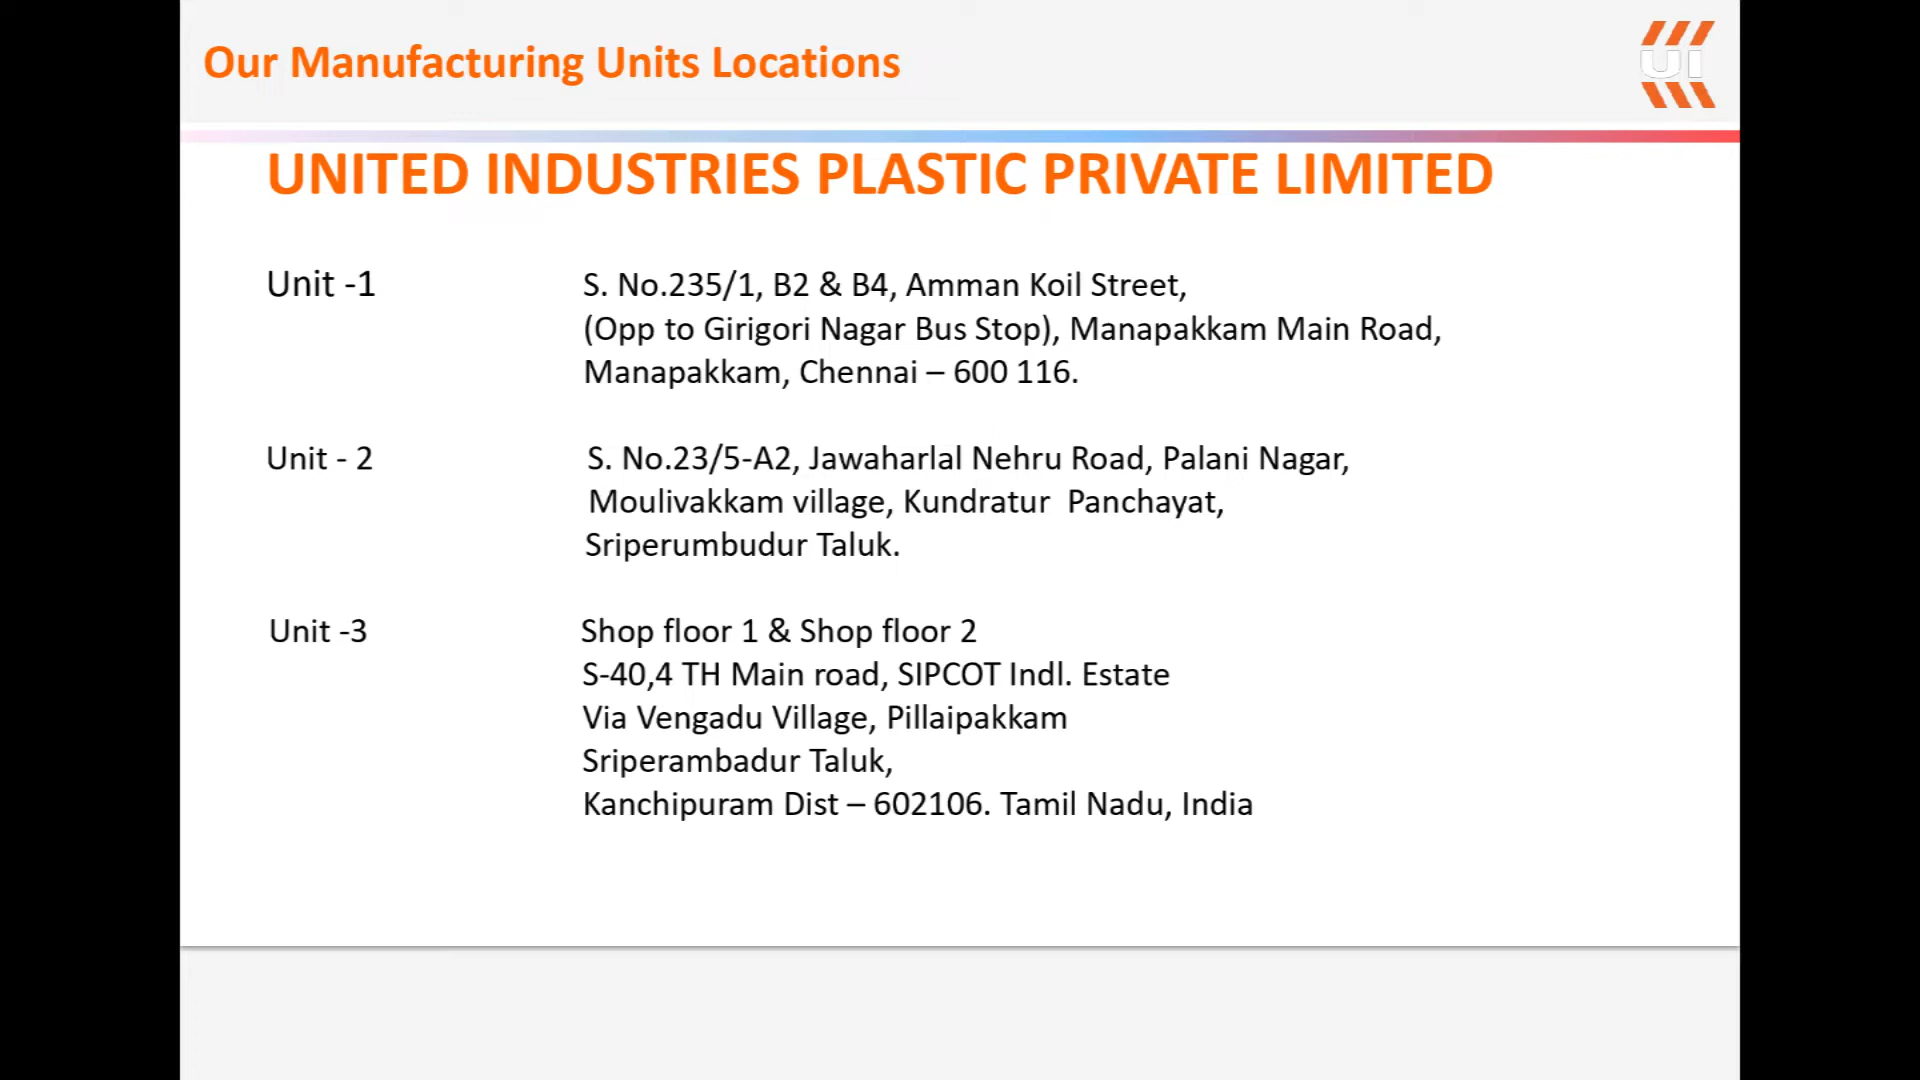 Our Manufacturing Units Locations
UI
UNITED INDUSTRIES PLASTIC PRIVATE LIMITED
Unit -1 S. No.235/1, B2 & B4, Amman Koil Street,
(Opp to Girigori Nagar Bus Stop), Manapakkam Main Road,
Manapakkam, Chennai – 600 116.
Unit - 2 S. No.23/5-A2, Jawaharlal Nehru Road, Palani Nagar,
Moulivakkam village, Kundratur Panchayat,
Sriperumbudur Taluk.
Unit -3 Shop floor 1 & Shop floor 2
S-40,4 TH Main road, SIPCOT Indl. Estate
Via Vengadu Village, Pillaipakkam
Sriperambadur Taluk,
Kanchipuram Dist – 602106. Tamil Nadu, India